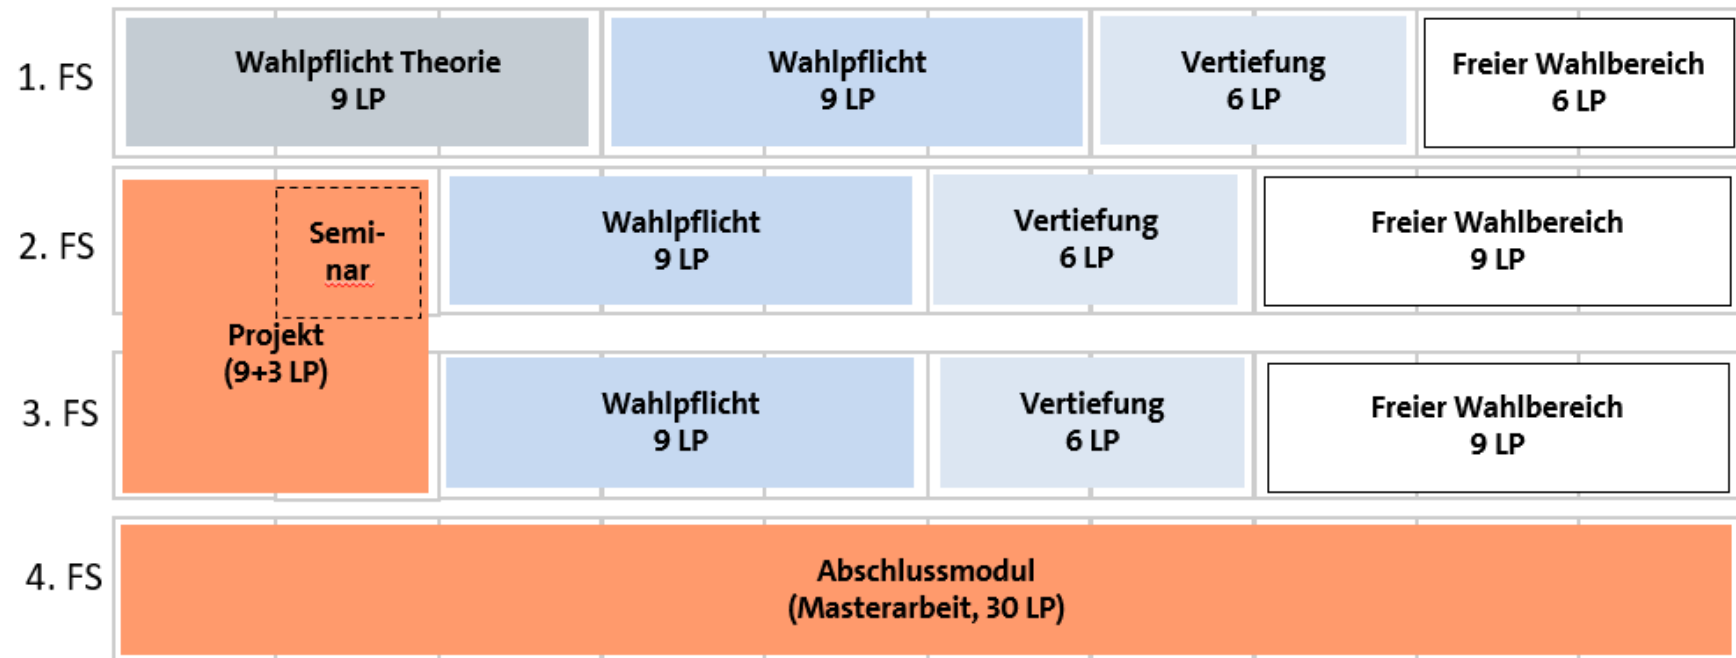 1. FS
Wahlpflicht Theorie
9 LP
Wahlpflicht
9 LP
Vertiefung
6 LP
Freier Wahlbereich
6 LP
2. FS
Semi-
nar
Wahlpflicht
9 LP
Vertiefung
6 LP
Freier Wahlbereich
9 LP
Projekt
(9+3 LP)
3. FS
Wahlpflicht
9 LP
Vertiefung
6 LP
Freier Wahlbereich
9 LP
4. FS
Abschlussmodul
(Masterarbeit, 30 LP)